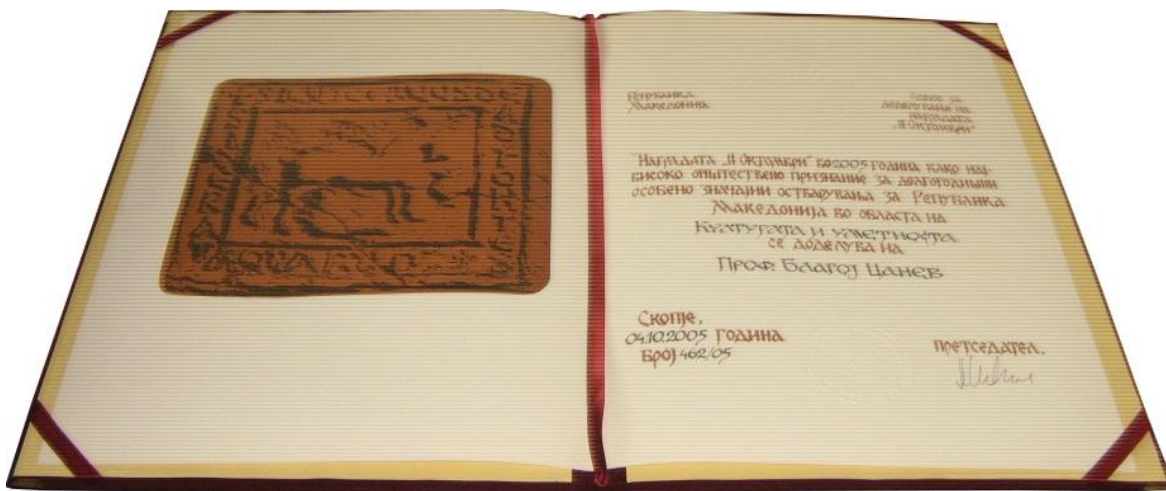 Република
Македонија
Одбор за
доделување на
наградата
„11 Октомври"
"Наградата „11 Октомври" во 2005 година како нај-
високо општествено признание за долгогодишни
особено значајни остварувања за Република
Македонија во областа на
Културата и уметноста
се доделува на
Проф. Благој Цанев
Скопје,
04.10.2005 година
Број 462/05
Претседател,